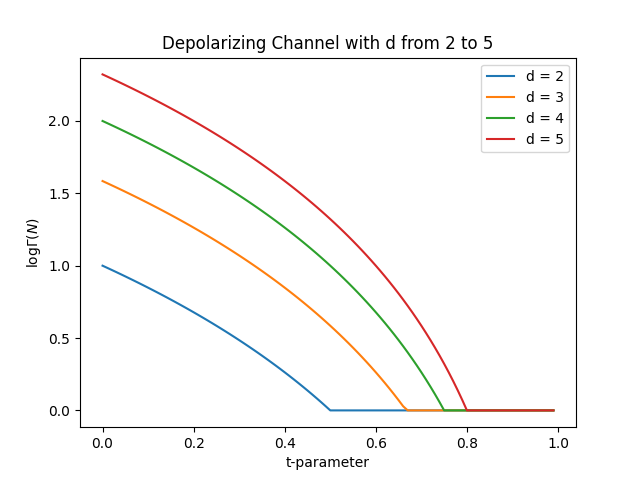 Depolarizing Channel with d from 2 to 5
d = 2
d = 3
d = 4
d = 5
logΓ(N)
2.0
1.5
1.0
0.5
0.0
0.0 0.2 0.4 0.6 0.8 1.0
t-parameter